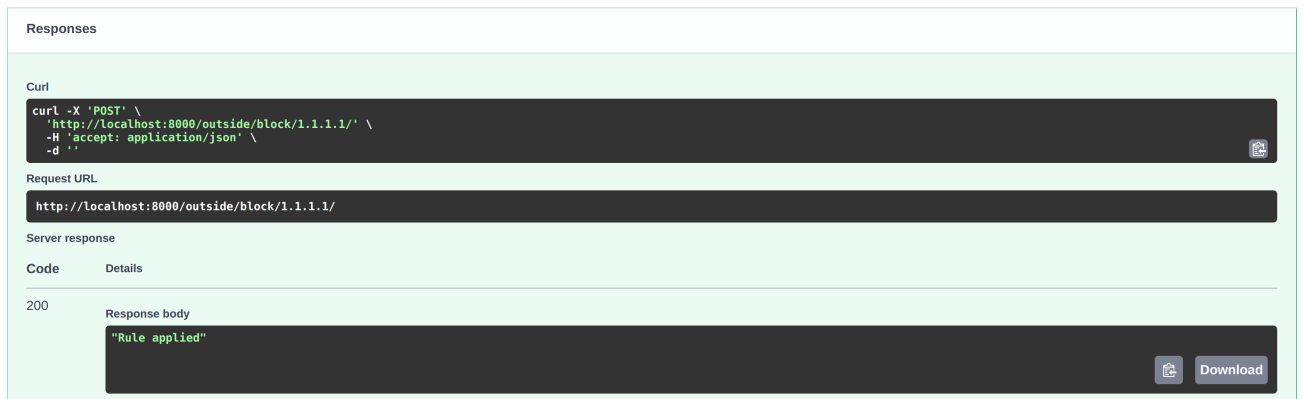 Responses
Curl
curl -X 'POST' \
  'http://localhost:8000/outside/block/1.1.1.1/' \
  -H 'accept: application/json' \
  -d ''
Request URL
http://localhost:8000/outside/block/1.1.1.1/
Server response
Code Details
200
Response body
"Rule applied"
Download